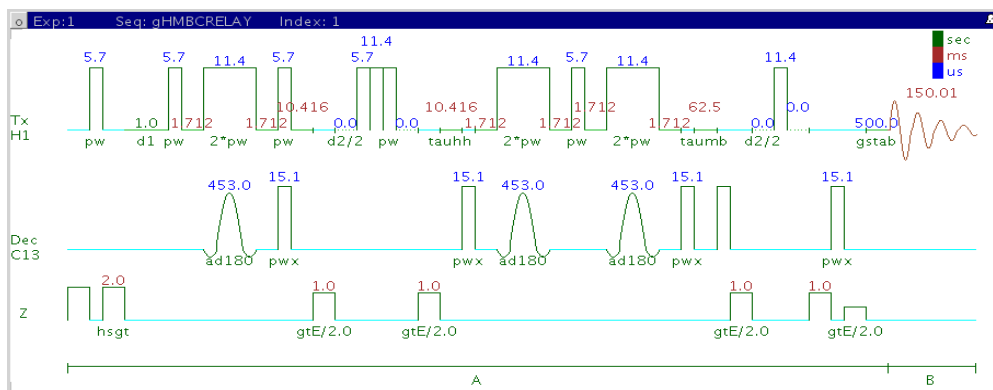 Exp:1 Seq: gHMBCRELAY Index: 1
sec
ms
us
11.4
5.7 5.7 11.4 5.7 5.7 11.4 5.7 11.4 11.4
150.01
10.416 10.416 1.712 62.5 0.0
Tx
H1
1.0 1.712 1.712 0.0 0.0 1.712 1.712 1.712 0.0 500.0
pw d1 pw 2*pw pw d2/2 pw tauhh 2*pw pw 2*pw taumb d2/2 gstab
453.0 15.1 15.1 453.0 453.0 15.1 15.1
Dec
C13
ad180 pwx pwx ad180 ad180 pwx pwx
2.0 1.0 1.0 1.0 1.0
Z
hsgt gtE/2.0 gtE/2.0 gtE/2.0 gtE/2.0
A B